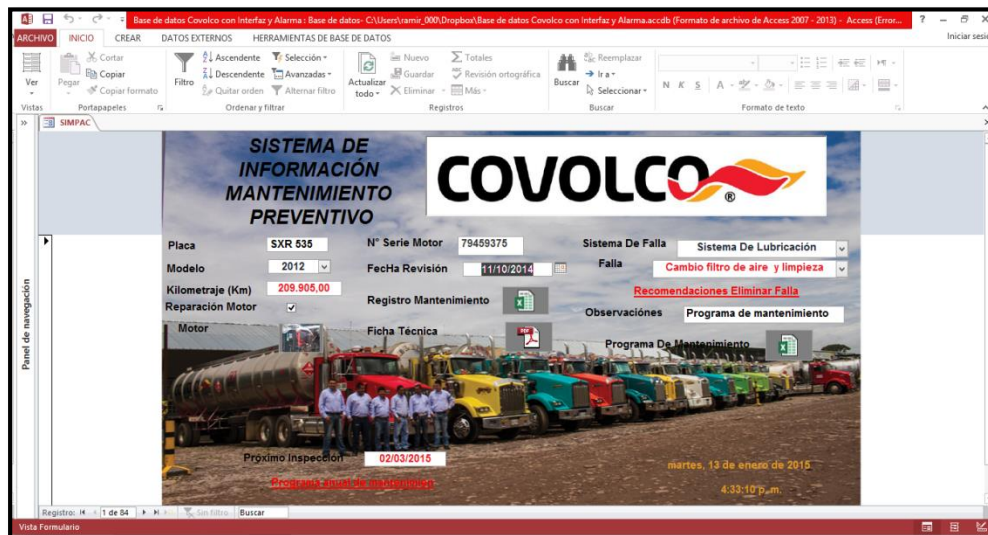 Base de datos Covolco con Interfaz y Alarma : Base de datos- C:\Users\ramir_000\Dropbox\Base de datos Covolco con Interfaz y Alarma.accdb (Formato de archivo de Access 2007 - 2013) - Access (Error...
ARCHIVO INICIO CREAR DATOS EXTERNOS HERRAMIENTAS DE BASE DE DATOS Iniciar sesió
Cortar Ascendente Selección Nuevo Totales Reemplazar
Copiar Descendente Avanzadas Guardar Revisión ortográfica Ir a
Ver Pegar Copiar formato Filtro Quitar orden Alternar filtro Actualizar todo Eliminar Más Buscar Seleccionar N K S A
Vistas Portapapeles Ordenar y filtrar Registros Buscar Formato de texto
SIMPAC
SISTEMA DE
INFORMACIÓN
MANTENIMIENTO
PREVENTIVO
COVOLCO
®
Placa SXR 535 N° Serie Motor 79459375 Sistema De Falla Sistema De Lubricación
Modelo 2012 FecHa Revisión 11/10/2014 Falla Cambio filtro de aire y limpieza
Kilometraje (Km) 209.905,00 Recomendaciones Eliminar Falla
Reparación Motor Registro Mantenimiento Observaciónes Programa de mantenimiento
Motor Ficha Técnica PDF Programa De Mantenimiento
Panel de navegación
Próximo Inspección 02/03/2015 martes, 13 de enero de 2015
Programa anual de mantenimien
4:33:10 p. m.
Registro: 1 de 84 Sin filtro Buscar
Vista Formulario